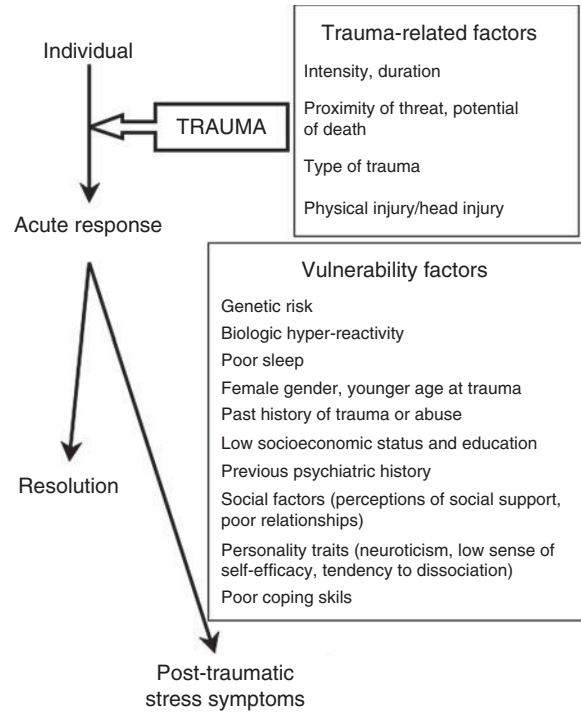 Individual
TRAUMA
Trauma-related factors
Intensity, duration
Proximity of threat, potential
of death
Type of trauma
Physical injury/head injury
Acute response
Vulnerability factors
Genetic risk
Biologic hyper-reactivity
Poor sleep
Female gender, younger age at trauma
Past history of trauma or abuse
Low socioeconomic status and education
Previous psychiatric history
Social factors (perceptions of social support,
poor relationships)
Personality traits (neuroticism, low sense of
self-efficacy, tendency to dissociation)
Poor coping skils
Resolution
Post-traumatic
stress symptoms